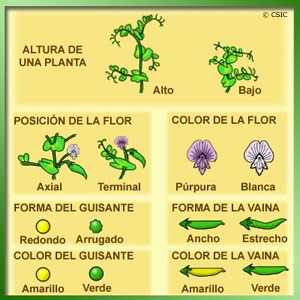 © CSIC
ALTURA DE
UNA PLANTA
Alto
Bajo
POSICIÓN DE LA FLOR
Axial
Terminal
COLOR DE LA FLOR
Púrpura
Blanca
FORMA DEL GUISANTE
Redondo
Arrugado
FORMA DE LA VAINA
Ancho
Estrecho
COLOR DEL GUISANTE
Amarillo
Verde
COLOR DE LA VAINA
Amarillo
Verde